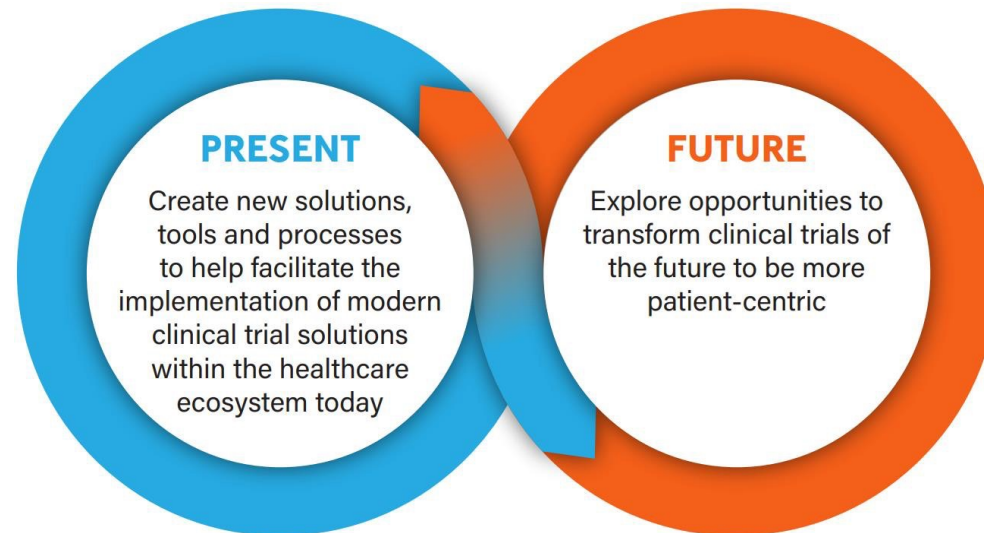 PRESENT
Create new solutions,
tools and processes
to help facilitate the
implementation of modern
clinical trial solutions
within the healthcare
ecosystem today
FUTURE
Explore opportunities to
transform clinical trials of
the future to be more
patient-centric